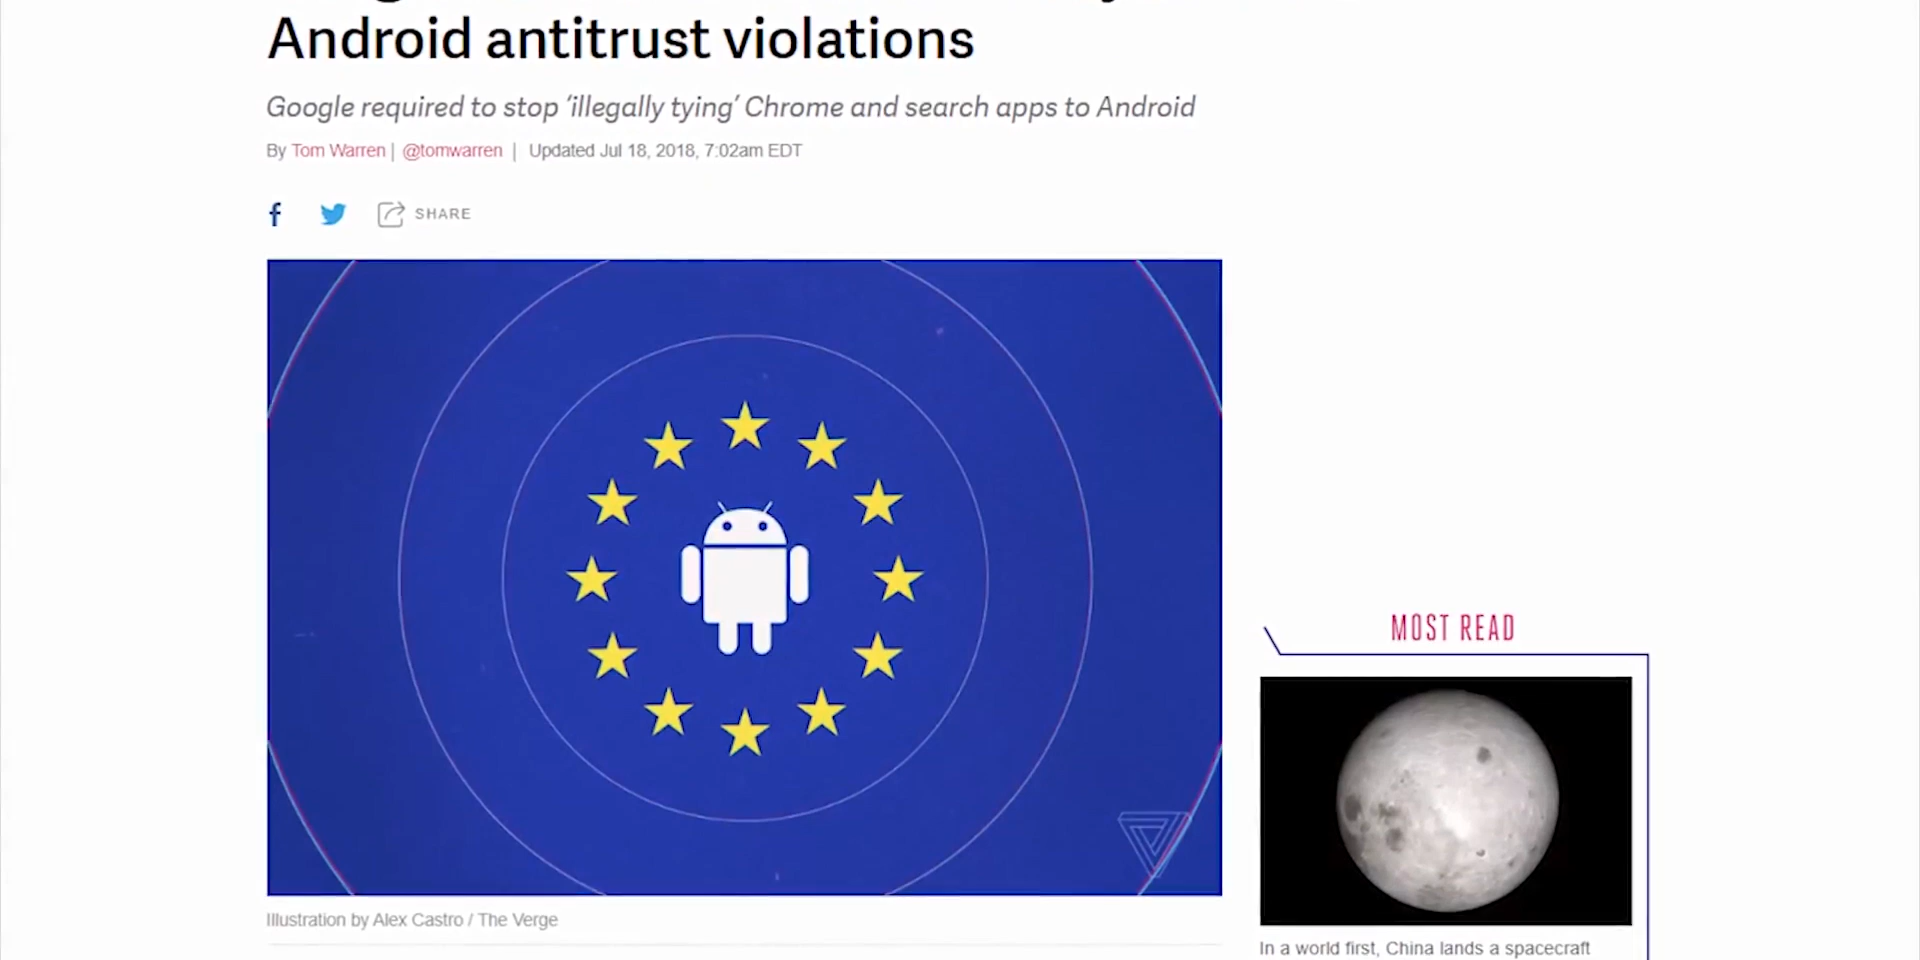 Android antitrust violations
Google required to stop ‘illegally tying’ Chrome and search apps to Android
By Tom Warren | @tomwarren | Updated Jul 18, 2018, 7:02am EDT
f SHARE
MOST READ
Illustration by Alex Castro / The Verge
In a world first, China lands a spacecraft